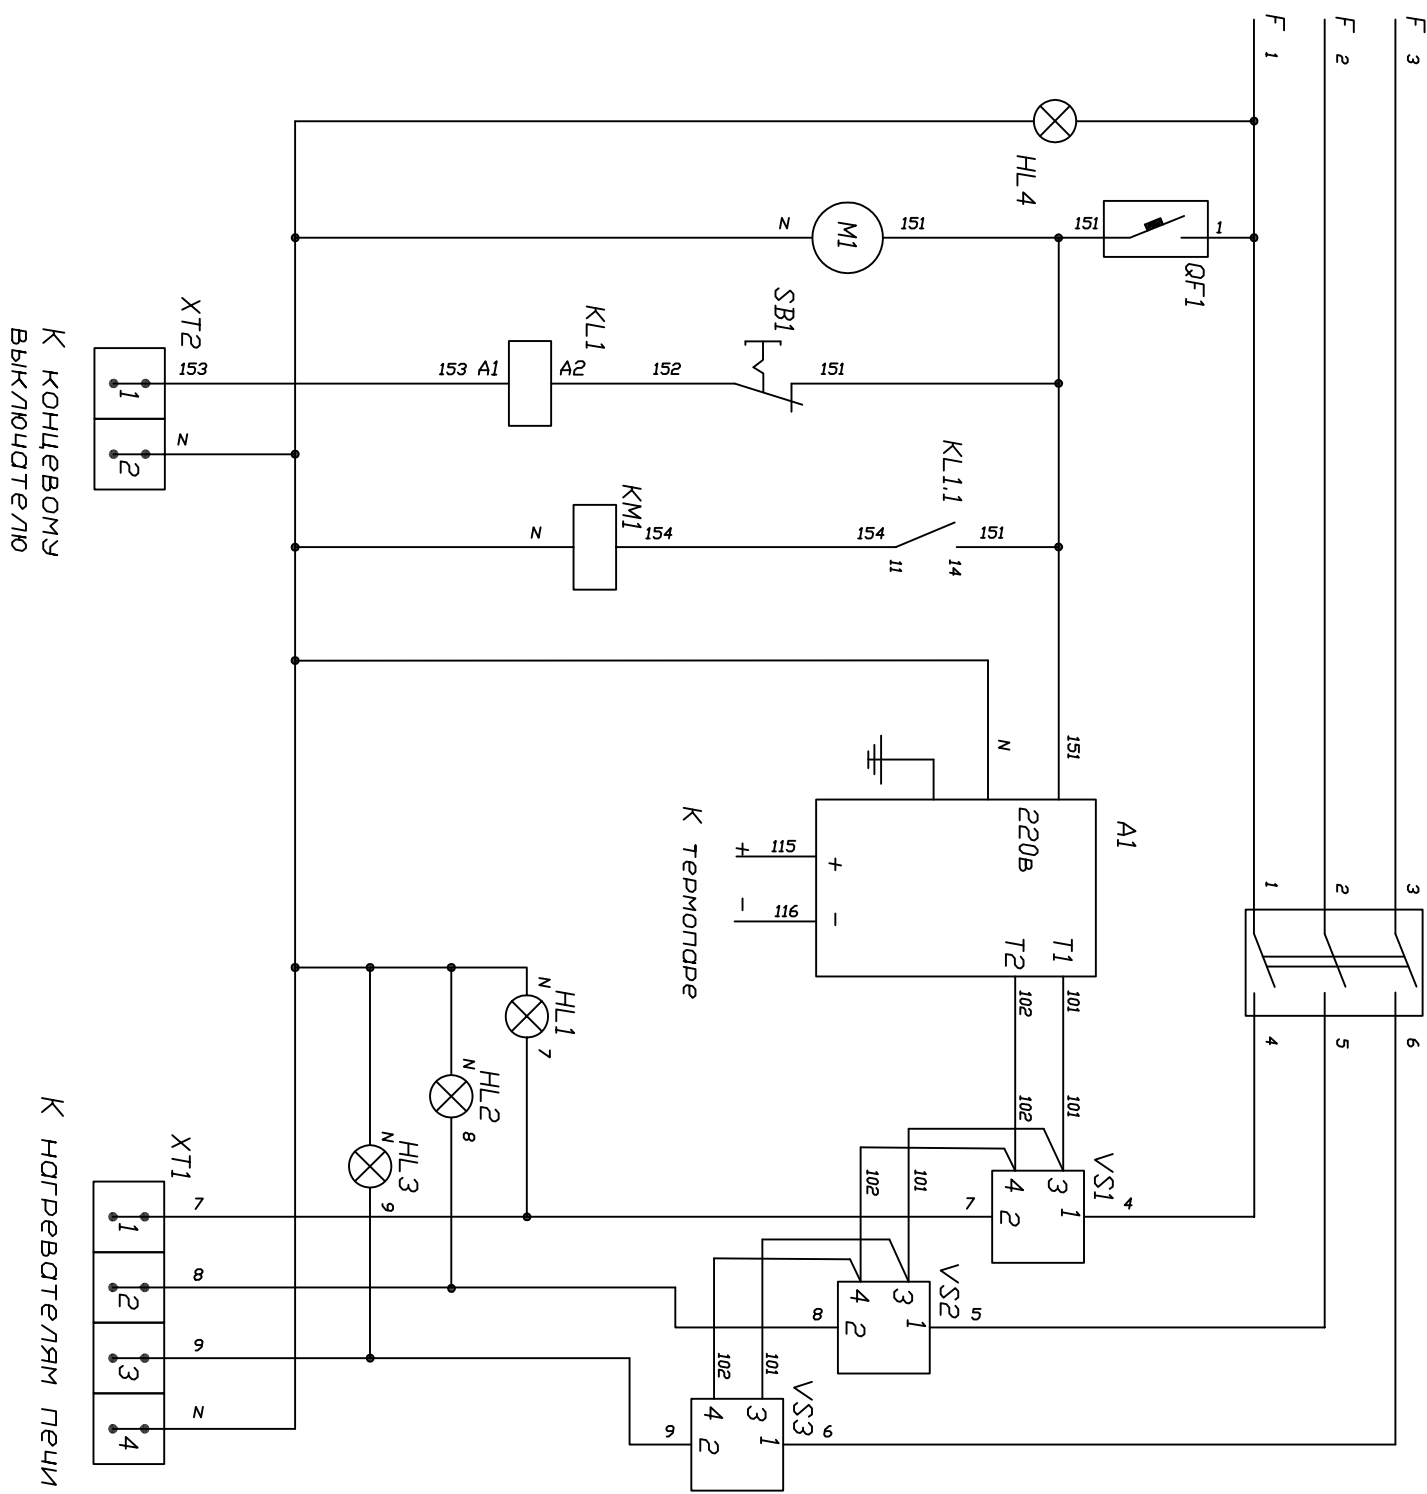 F 1
F 2
F 3
HL4
QF1
1
151
M1
151
N
SB1
151
152
KL1
A2
A1
153
XT2
153
1
N
2
К концевому
выключателю
KL1.1
151
14
11
154
KM1
154
N
151
N
A1
220в
T1
T2
+
-
+
115
-
116
К термопаре
1
2
3
4
5
6
101
102
101
102
HL1
N
7
HL2
N
8
HL3
N
9
VS1
3
4
1
2
4
7
101
102
VS2
3
4
1
2
5
8
101
102
VS3
3
4
1
2
6
9
XT1
7
1
8
2
9
3
N
4
К нагревателям печи